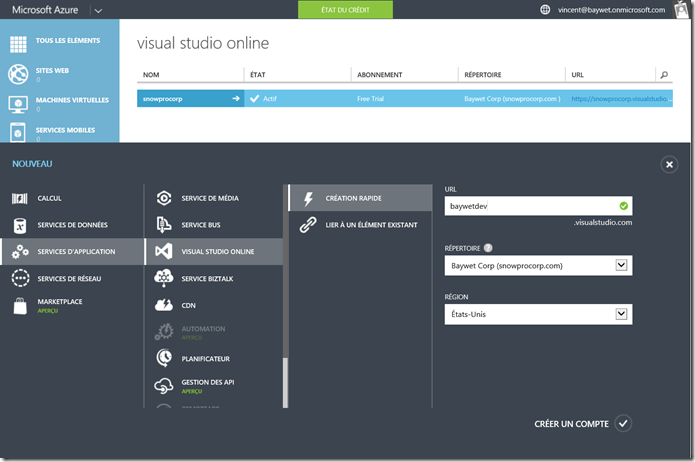 Microsoft Azure
ÉTAT DU CRÉDIT
vincent@baywet.onmicrosoft.com
TOUS LES ÉLÉMENTS
SITES WEB
0
MACHINES VIRTUELLES
0
SERVICES MOBILES
0
visual studio online
NOM ÉTAT ABONNEMENT RÉPERTOIRE URL
snowprocorp Actif Free Trial Baywet Corp (snowprocorp.com ) https://snowprocorp.visualstudio....
NOUVEAU
CALCUL
SERVICES DE DONNÉES
SERVICES D'APPLICATION
SERVICES DE RÉSEAU
MARKETPLACE
APERÇU
SERVICE DE MÉDIA
SERVICE BUS
VISUAL STUDIO ONLINE
SERVICE BIZTALK
CDN
AUTOMATION
APERÇU
PLANIFICATEUR
GESTION DES API
APERÇU
CRÉATION RAPIDE
LIER À UN ÉLÉMENT EXISTANT
URL
baywetdev
.visualstudio.com
RÉPERTOIRE ?
Baywet Corp (snowprocorp.com)
RÉGION
États-Unis
CRÉER UN COMPTE